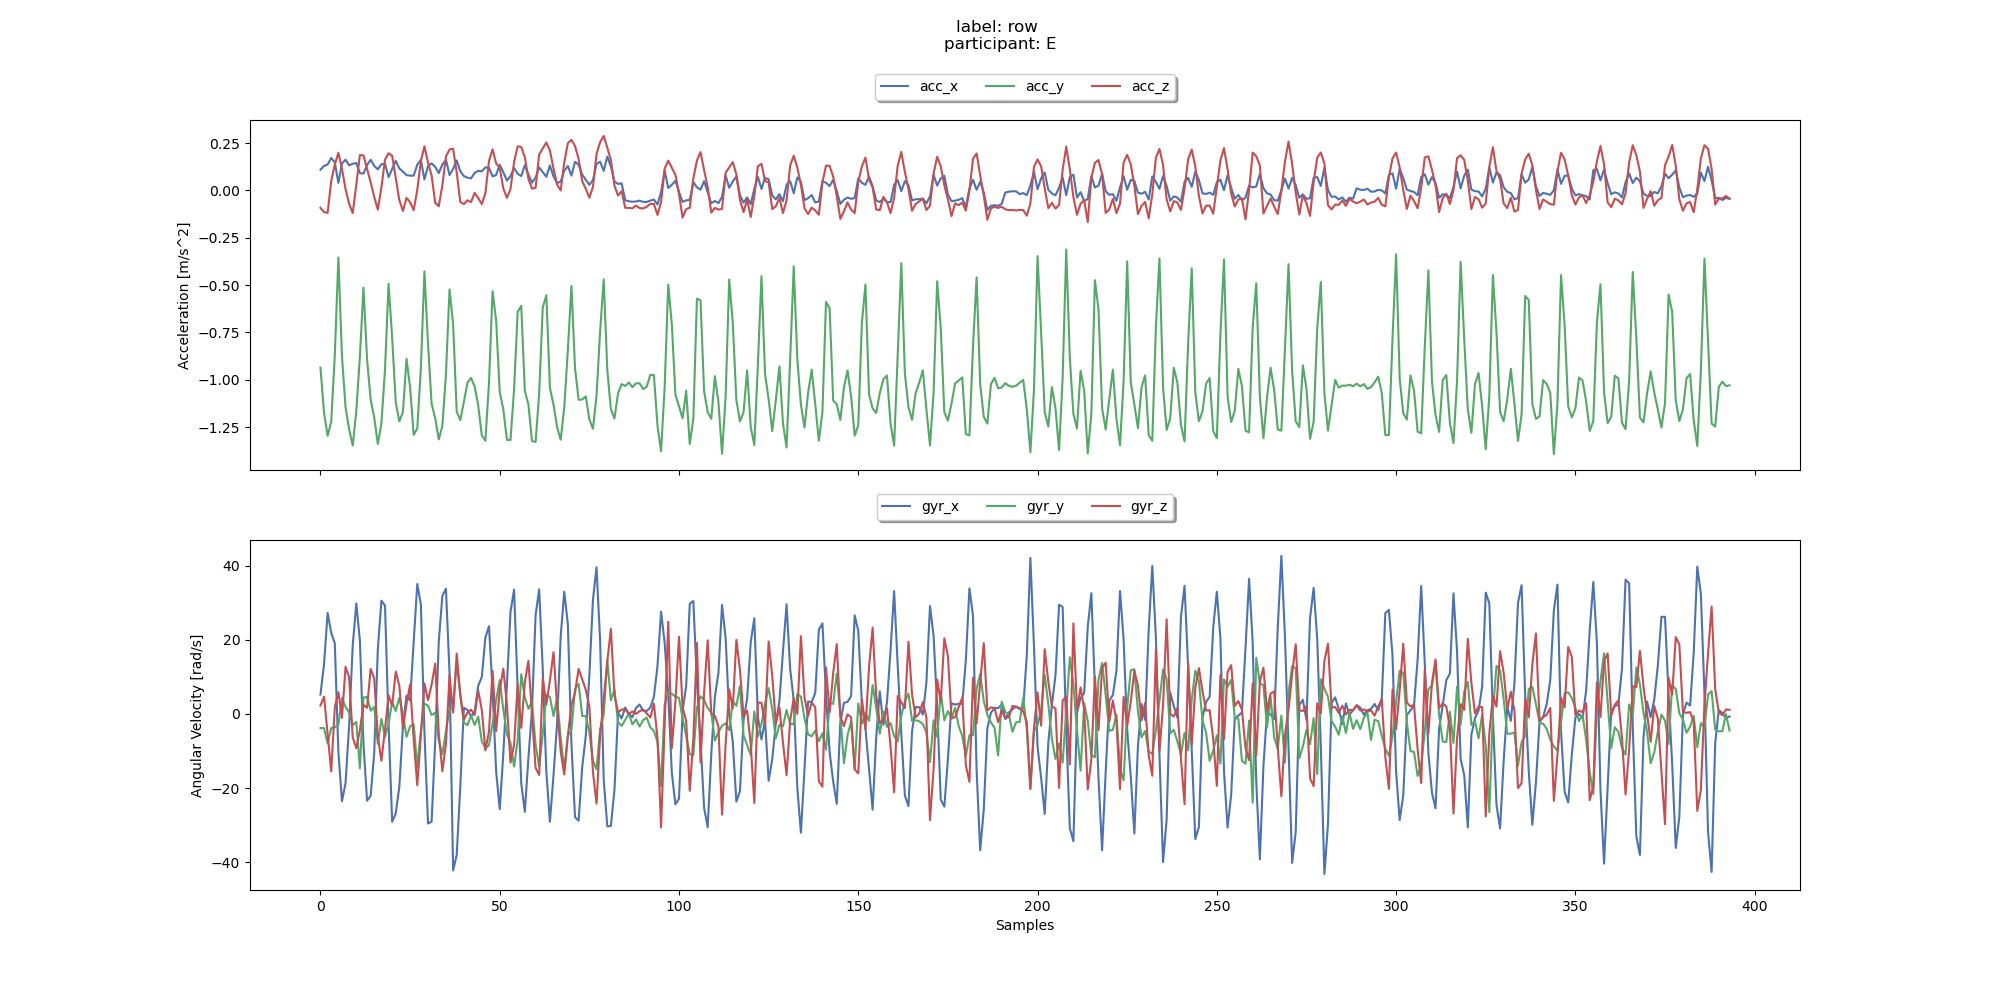 label: row
participant: E
acc_x acc_y acc_z
0.25
0.00
−0.25
−0.50
−0.75
−1.00
−1.25
Acceleration [m/s^2]
gyr_x gyr_y gyr_z
40
20
0
−20
−40
Angular Velocity [rad/s]
0 50 100 150 200 250 300 350 400
Samples